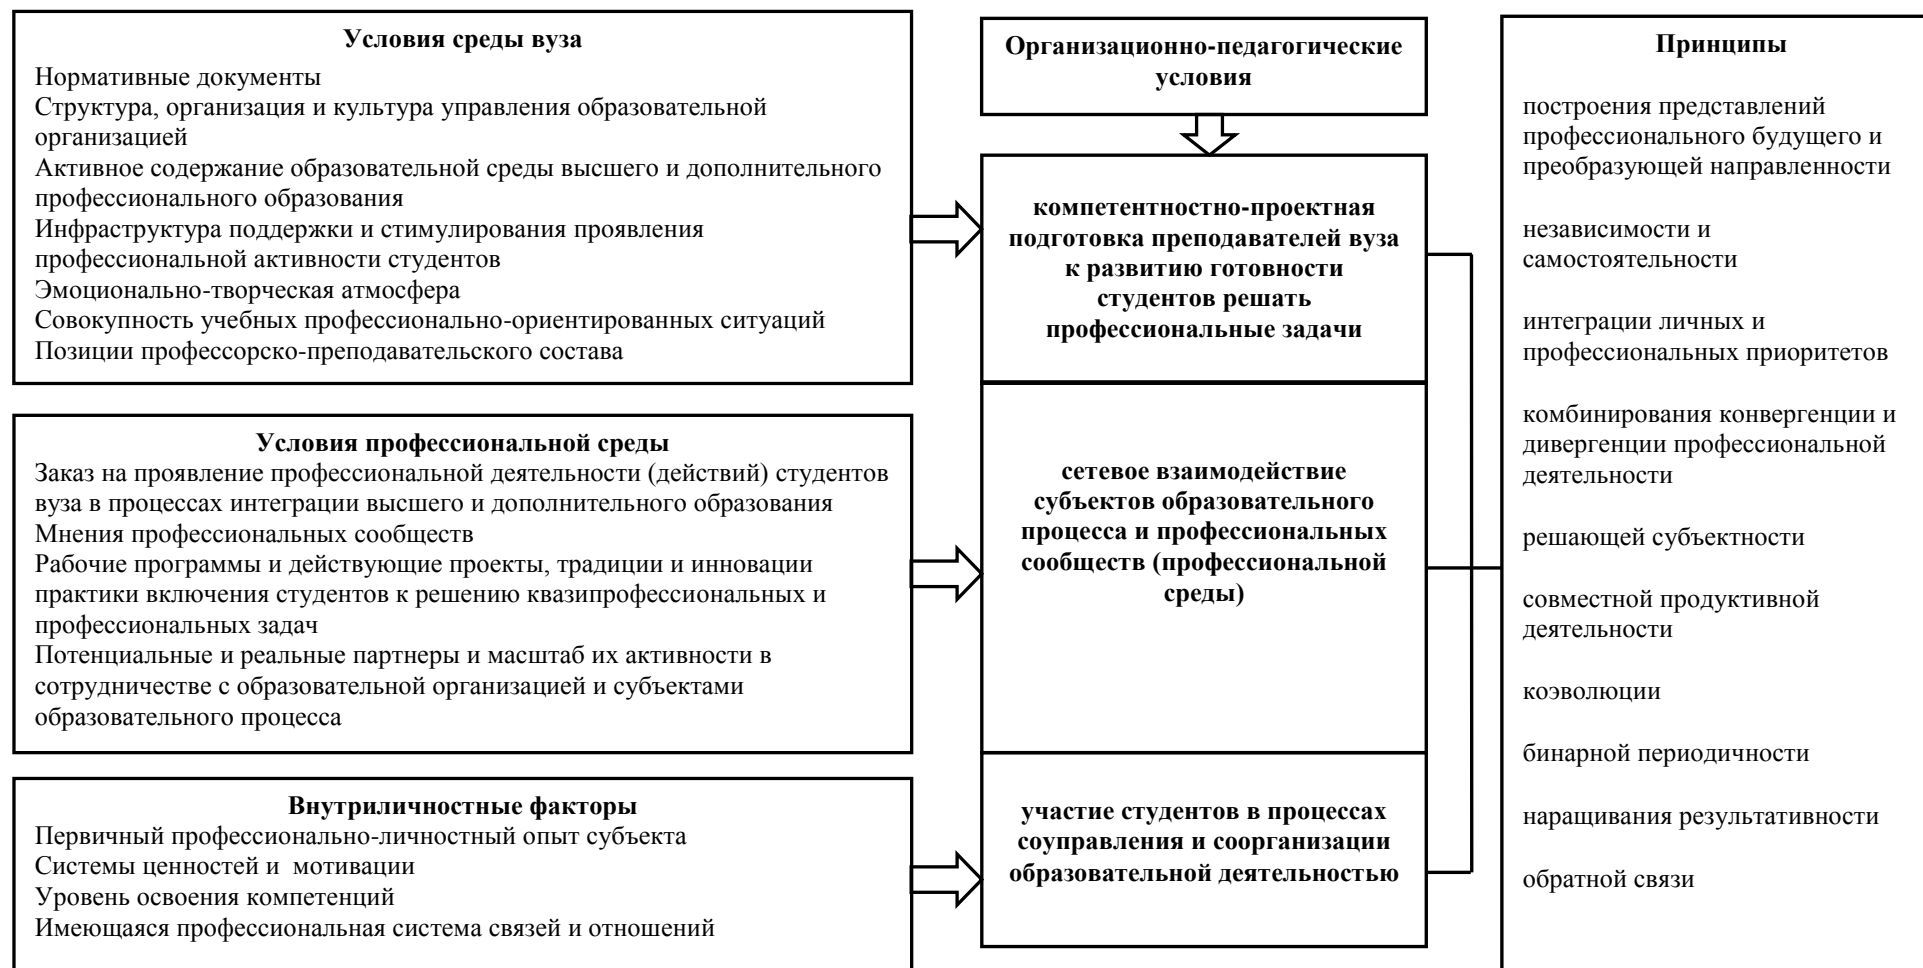 Условия среды вуза
Нормативные документы
Структура, организация и культура управления образовательной
организацией
Активное содержание образовательной среды высшего и дополнительного
профессионального образования
Инфраструктура поддержки и стимулирования проявления
профессиональной активности студентов
Эмоционально-творческая атмосфера
Совокупность учебных профессионально-ориентированных ситуаций
Позиции профессорско-преподавательского состава
Условия профессиональной среды
Заказ на проявление профессиональной деятельности (действий) студентов
вуза в процессах интеграции высшего и дополнительного образования
Мнения профессиональных сообществ
Рабочие программы и действующие проекты, традиции и инновации
практики включения студентов к решению квазипрофессиональных и
профессиональных задач
Потенциальные и реальные партнеры и масштаб их активности в
сотрудничестве с образовательной организацией и субъектами
образовательного процесса
Внутриличностные факторы
Первичный профессионально-личностный опыт субъекта
Системы ценностей и  мотивации
Уровень освоения компетенций
Имеющаяся профессиональная система связей и отношений
Организационно-педагогические
условия
компетентностно-проектная
подготовка преподавателей вуза
к развитию готовности
студентов решать
профессиональные задачи
сетевое взаимодействие
субъектов образовательного
процесса и профессиональных
сообществ (профессиональной
среды)
участие студентов в процессах
соуправления и соорганизации
образовательной деятельностью
Принципы
построения представлений
профессионального будущего и
преобразующей направленности
независимости и
самостоятельности
интеграции личных и
профессиональных приоритетов
комбинирования конвергенции и
дивергенции профессиональной
деятельности
решающей субъектности
совместной продуктивной
деятельности
коэволюции
бинарной периодичности
наращивания результативности
обратной связи